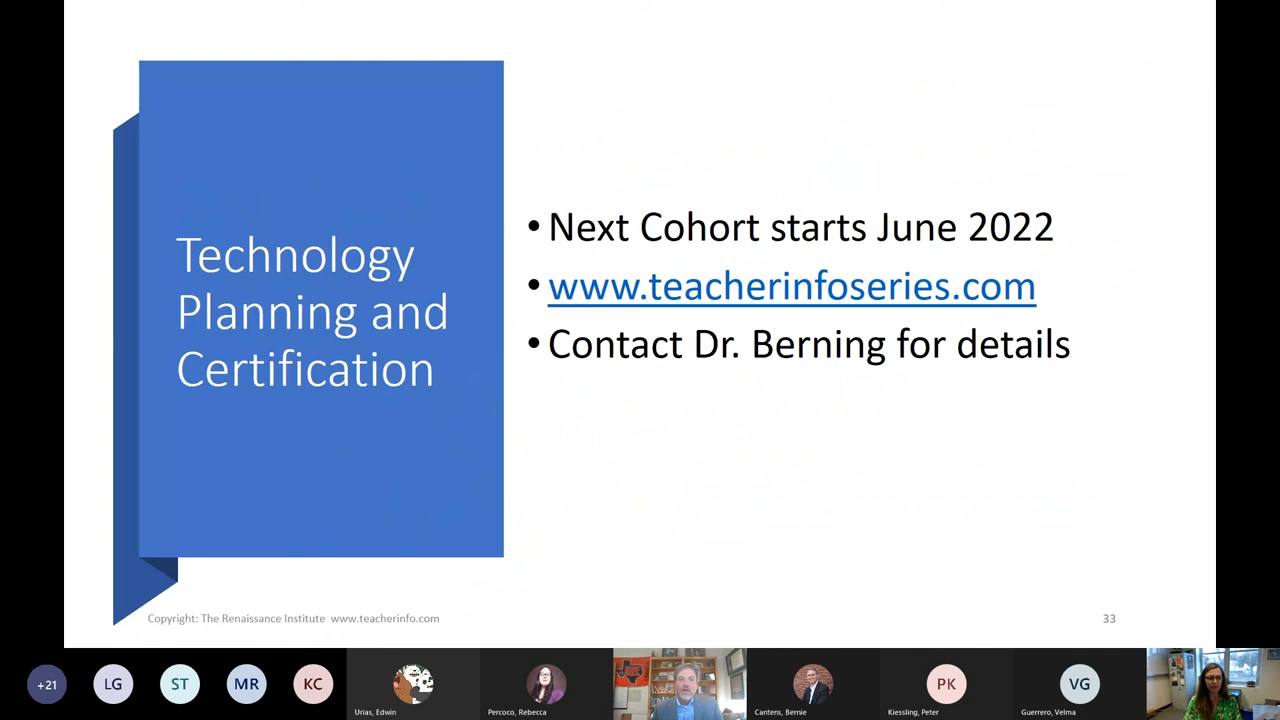 Technology
Planning and
Certification
• Next Cohort starts June 2022
• www.teacherinfoseries.com
• Contact Dr. Berning for details
Copyright: The Renaissance Institute www.teacherinfo.com
33
+21
LG
ST
MR
KC
Urias, Edwin
Percoco, Rebecca
Cantens, Bernie
PK
Kiessling, Peter
VG
Guerrero, Velma